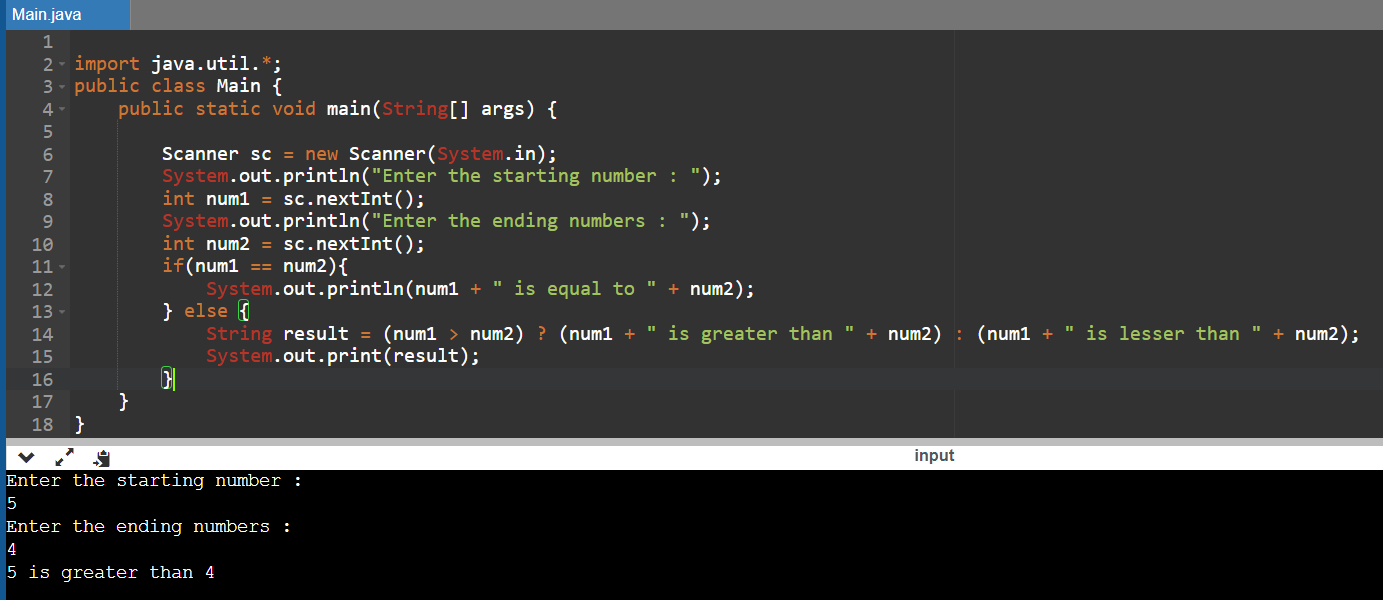 Main.java
1
2 import java.util.*;
3 public class Main {
4     public static void main(String[] args) {
5
6         Scanner sc = new Scanner(System.in);
7         System.out.println("Enter the starting number : ");
8         int num1 = sc.nextInt();
9         System.out.println("Enter the ending numbers : ");
10         int num2 = sc.nextInt();
11         if(num1 == num2){
12             System.out.println(num1 + " is equal to " + num2);
13         } else {
14             String result = (num1 > num2) ? (num1 + " is greater than " + num2) : (num1 + " is lesser than " + num2);
15             System.out.print(result);
16         }
17     }
18 }
input
Enter the starting number :
5
Enter the ending numbers :
4
5 is greater than 4